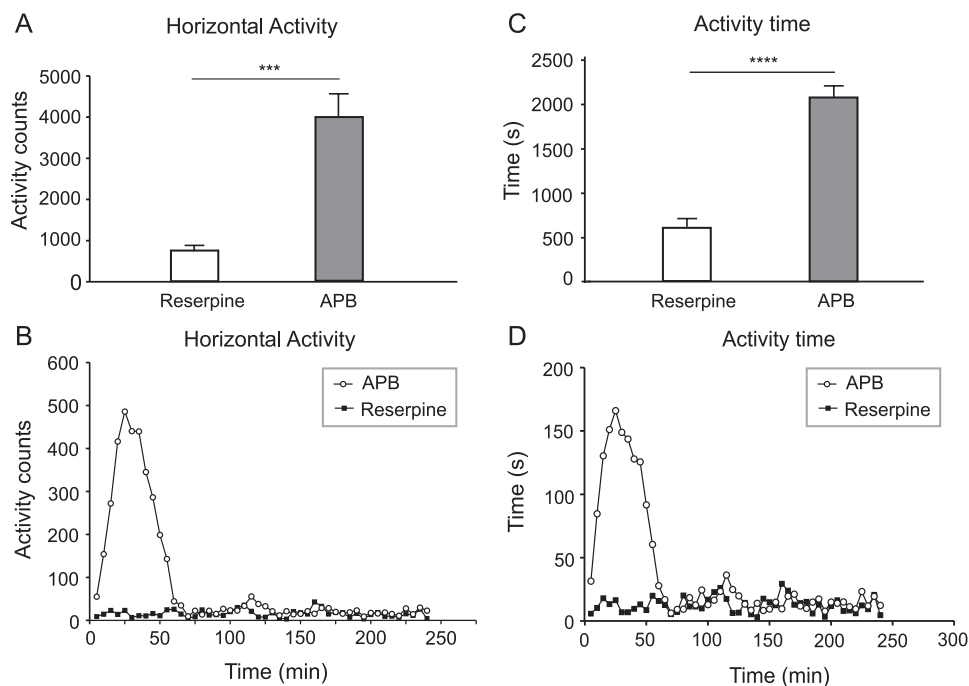 A
Horizontal Activity
Activity counts
5000
4000
3000
2000
1000
0
***
Reserpine
APB
C
Activity time
Time (s)
2500
2000
1500
1000
500
0
****
Reserpine
APB
B
Horizontal Activity
Activity counts
600
500
400
300
200
100
0
APB
Reserpine
0 50 100 150 200 250
Time (min)
D
Activity time
Time (s)
200
150
100
50
0
APB
Reserpine
0 50 100 150 200 250 300
Time (min)